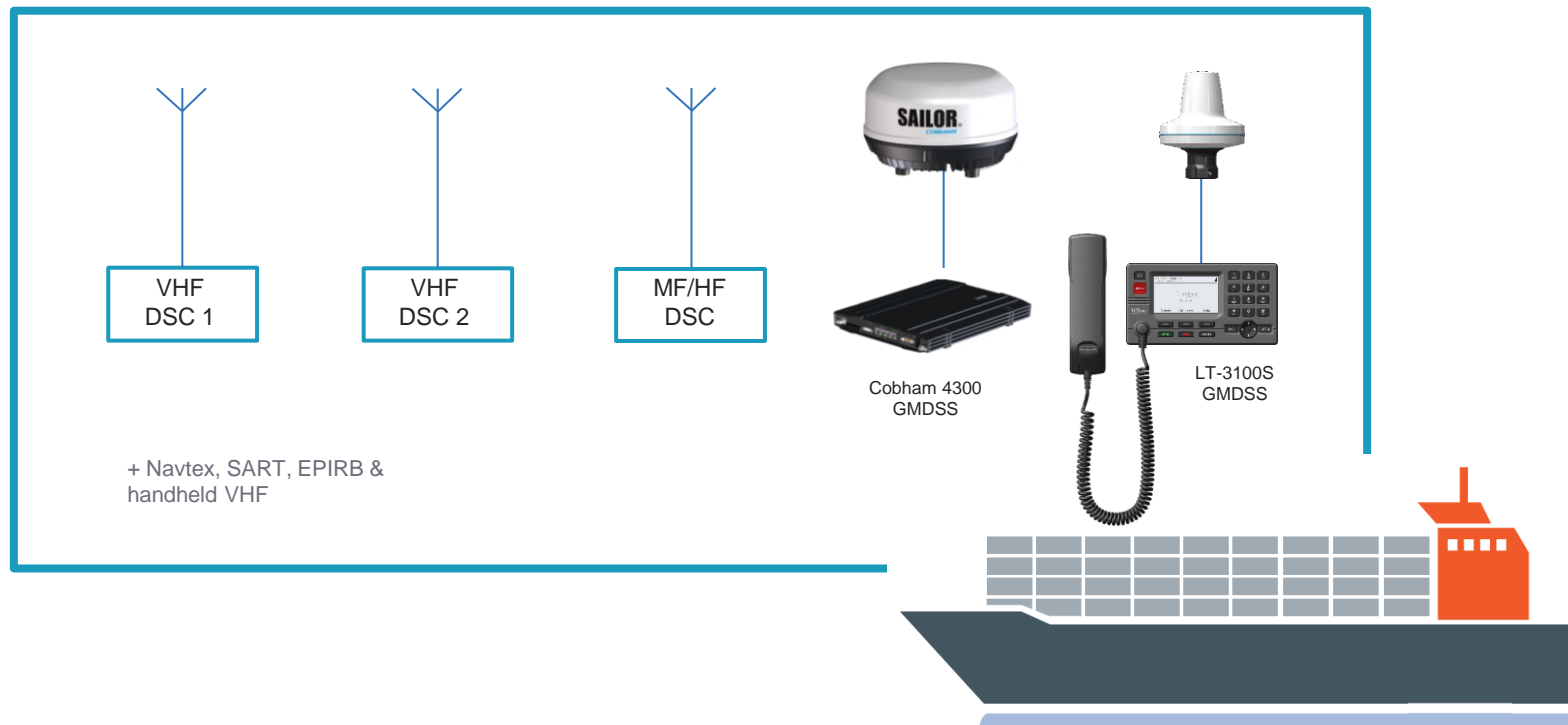 SAILOR
VHF
DSC 1
VHF
DSC 2
MF/HF
DSC
Cobham 4300
GMDSS
LT-3100S
GMDSS
+ Navtex, SART, EPIRB &
handheld VHF